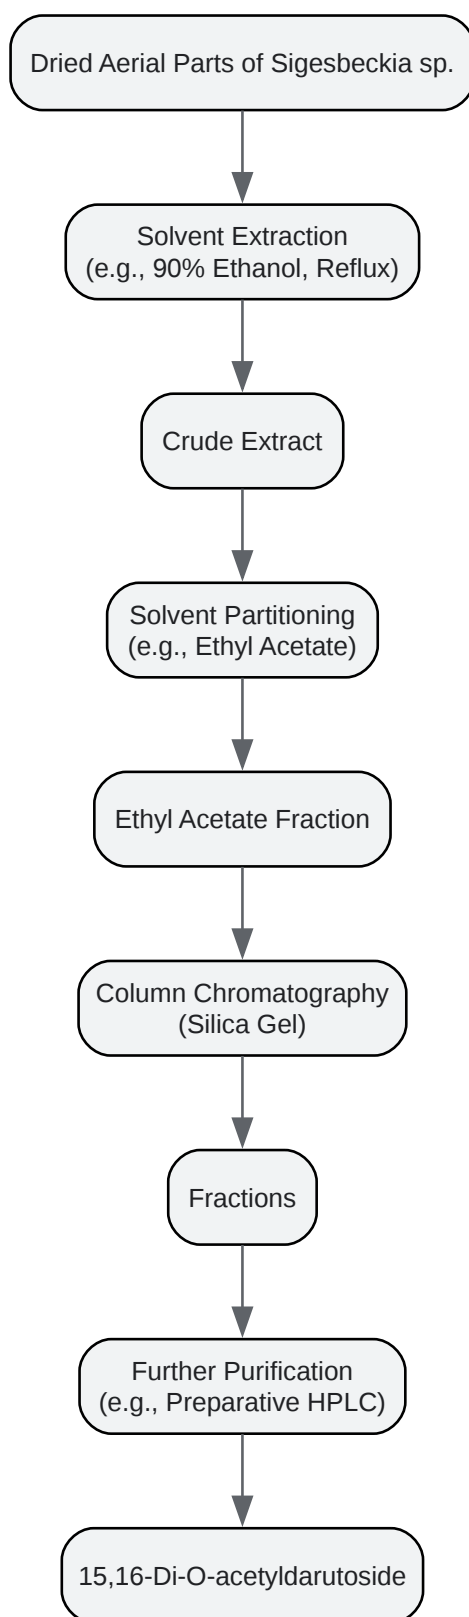 Dried Aerial Parts of Sigesbeckia sp.
Solvent Extraction
(e.g., 90% Ethanol, Reflux)
Crude Extract
Solvent Partitioning
(e.g., Ethyl Acetate)
Ethyl Acetate Fraction
Column Chromatography
(Silica Gel)
Fractions
Further Purification
(e.g., Preparative HPLC)
15,16-Di-O-acetyldarutoside